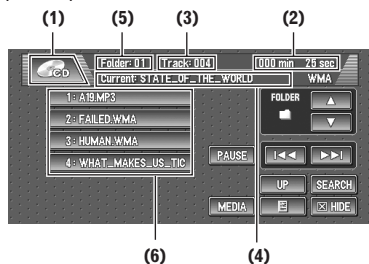 (1) (5) (3) (2)
CD Folder: 01 Track: 004 000 min 25 sec
Current: STATE_OF_THE_WORLD WMA
1: A19.MP3
2: FAILED.WMA
3: HUMAN.WMA
4: WHAT_MAKES_US_TIC
FOLDER
PAUSE
UP SEARCH
MEDIA HIDE
(6) (4)